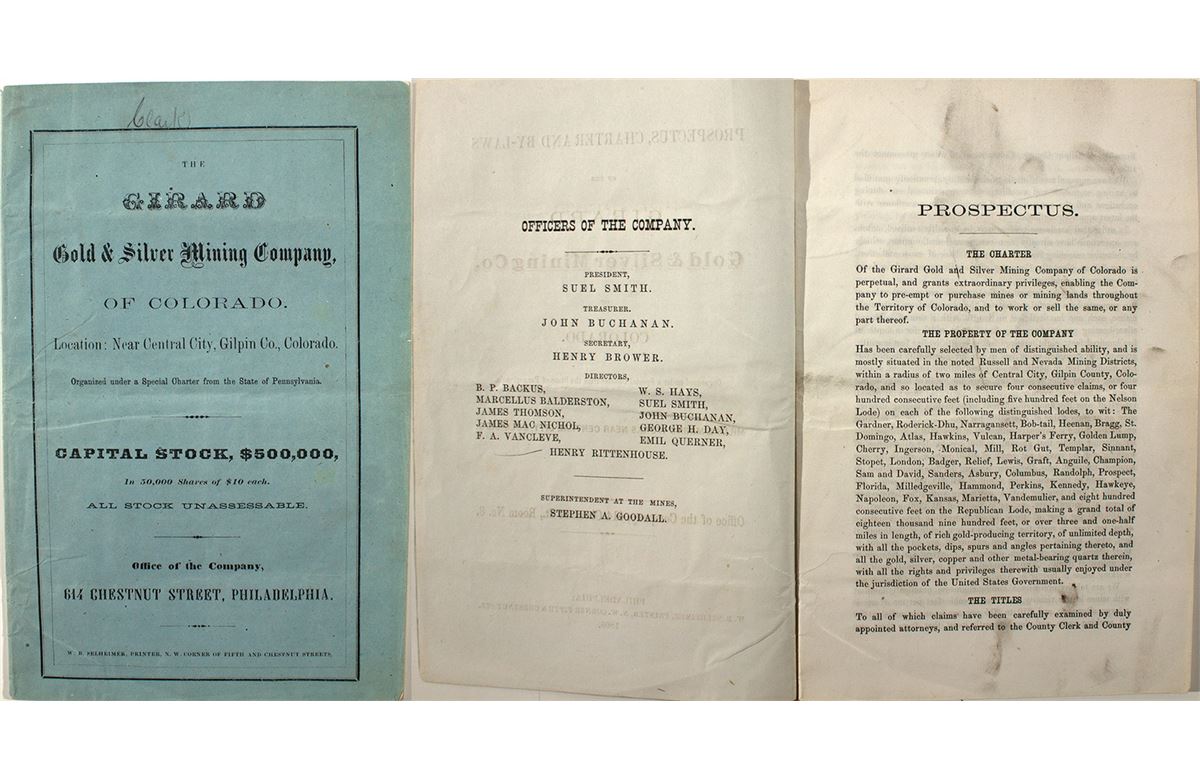 Clark
THE
GIRARD
Gold & Silver Mining Company,
OF COLORADO.
Location: Near Central City, Gilpin Co., Colorado.
Organized under a Special Charter from the State of Pennsylvania.
CAPITAL STOCK, $500,000,
In 50,000 Shares of $10 each.
ALL STOCK UNASSESSABLE.
Office of the Company,
614 CHESTNUT STREET, PHILADELPHIA.
W. B. SELHEIMER, PRINTER, N. W. CORNER OF FIFTH AND CHESTNUT STREETS.
OFFICERS OF THE COMPANY.
PRESIDENT,
SUEL SMITH.
TREASURER.
JOHN BUCHANAN.
SECRETARY,
HENRY BROWER.
DIRECTORS,
B. P. BACKUS, W. S. HAYS,
MARCELLUS BALDERSTON, SUEL SMITH,
JAMES THOMSON, JOHN BUCHANAN,
JAMES MAC NICHOL, GEORGE H. DAY,
F. A. VANCLEVE, EMIL QUERNER,
HENRY RITTENHOUSE.
SUPERINTENDENT AT THE MINES,
STEPHEN A. GOODALL.
PROSPECTUS.
THE CHARTER
Of the Girard Gold and Silver Mining Company of Colorado is
perpetual, and grants extraordinary privileges, enabling the Com-
pany to pre-empt or purchase mines or mining lands throughout
the Territory of Colorado, and to work or sell the same, or any
part thereof.
THE PROPERTY OF THE COMPANY
Has been carefully selected by men of distinguished ability, and is
mostly situated in the noted Russell and Nevada Mining Districts,
within a radius of two miles of Central City, Gilpin County, Colo-
rado, and so located as to secure four consecutive claims, or four
hundred consecutive feet (including five hundred feet on the Nelson
Lode) on each of the following distinguished lodes, to wit: The
Gardner, Roderick-Dhu, Narragansett, Bob-tail, Heenan, Bragg, St.
Domingo, Atlas, Hawkins, Vulcan, Harper's Ferry, Golden Lump,
Cherry, Ingerson, Monical, Mill, Rot Gut, Templar, Sinnant,
Stopet, London, Badger, Relief, Lewis, Graft, Anguile, Champion,
Sam and David, Sanders, Asbury, Columbus, Randolph, Prospect,
Florida, Milledgeville, Hammond, Perkins, Kennedy, Hawkeye,
Napoleon, Fox, Kansas, Marietta, Vandemulier, and eight hundred
consecutive feet on the Republican Lode, making a grand total of
eighteen thousand nine hundred feet, or over three and one-half
miles in length, of rich gold-producing territory, of unlimited depth,
with all the pockets, dips, spurs and angles pertaining thereto, and
all the gold, silver, copper and other metal-bearing quartz therein,
with all the rights and privileges therewith usually enjoyed under
the jurisdiction of the United States Government.
THE TITLES
To all of which claims have been carefully examined by duly
appointed attorneys, and referred to the County Clerk and County